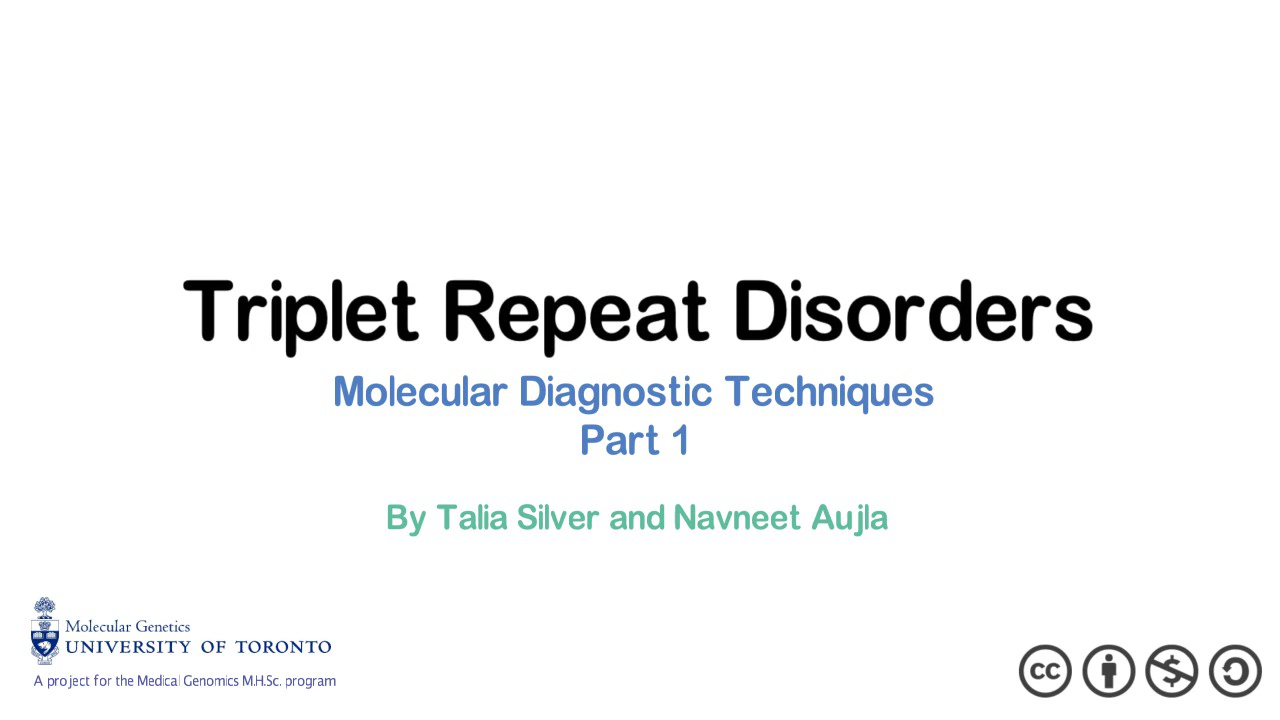 Triplet Repeat Disorders
Molecular Diagnostic Techniques
Part 1
By Talia Silver and Navneet Aujla
Molecular Genetics
UNIVERSITY OF TORONTO
A project for the Medical Genomics M.H.Sc. program
cc